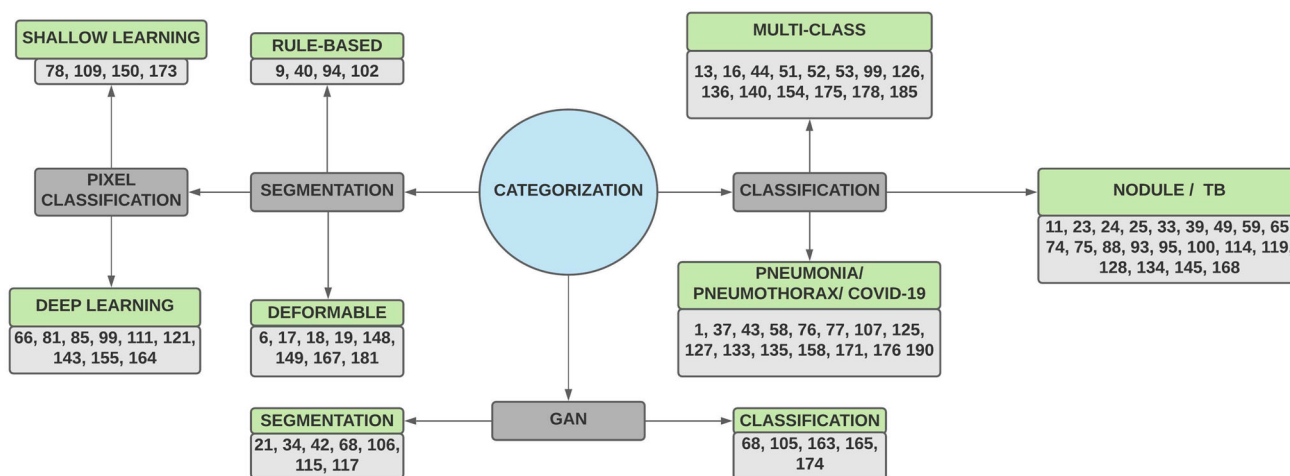 SHALLOW LEARNING
78, 109, 150, 173
RULE-BASED
9, 40, 94, 102
MULTI-CLASS
13, 16, 44, 51, 52, 53, 99, 126,
136, 140, 154, 175, 178, 185
PIXEL
CLASSIFICATION
SEGMENTATION
CATEGORIZATION
CLASSIFICATION
NODULE / TB
11, 23, 24, 25, 33, 39, 49, 59, 65,
74, 75, 88, 93, 95, 100, 114, 119,
128, 134, 145, 168
DEEP LEARNING
66, 81, 85, 99, 111, 121,
143, 155, 164
DEFORMABLE
6, 17, 18, 19, 148,
149, 167, 181
PNEUMONIA/
PNEUMOTHORAX/ COVID-19
1, 37, 43, 58, 76, 77, 107, 125,
127, 133, 135, 158, 171, 176 190
GAN
SEGMENTATION
21, 34, 42, 68, 106,
115, 117
CLASSIFICATION
68, 105, 163, 165,
174